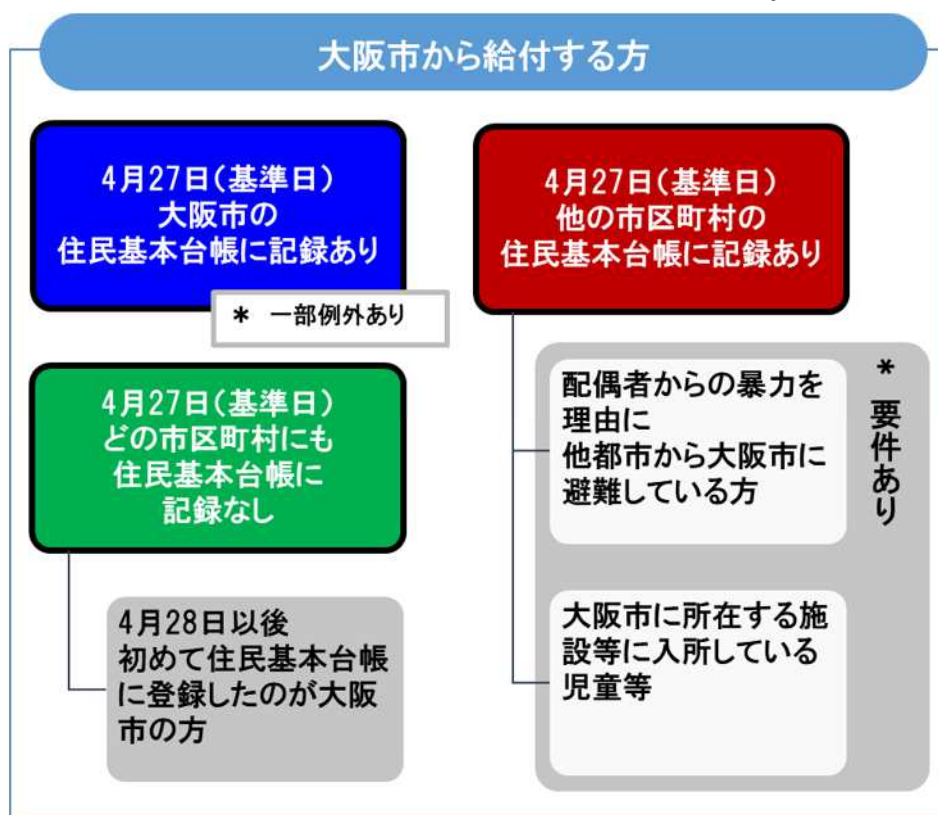 大阪市から給付する方
4月27日(基準日)
大阪市の
住民基本台帳に記録あり
* 一部例外あり
4月27日(基準日)
どの市区町村にも
住民基本台帳に
記録なし
4月28日以後
初めて住民基本台帳
に登録したのが大阪
市の方
4月27日(基準日)
他の市区町村の
住民基本台帳に記録あり
配偶者からの暴力を
理由に
他都市から大阪市に
避難している方
大阪市に所在する施
設等に入所している
児童等
* 要件あり